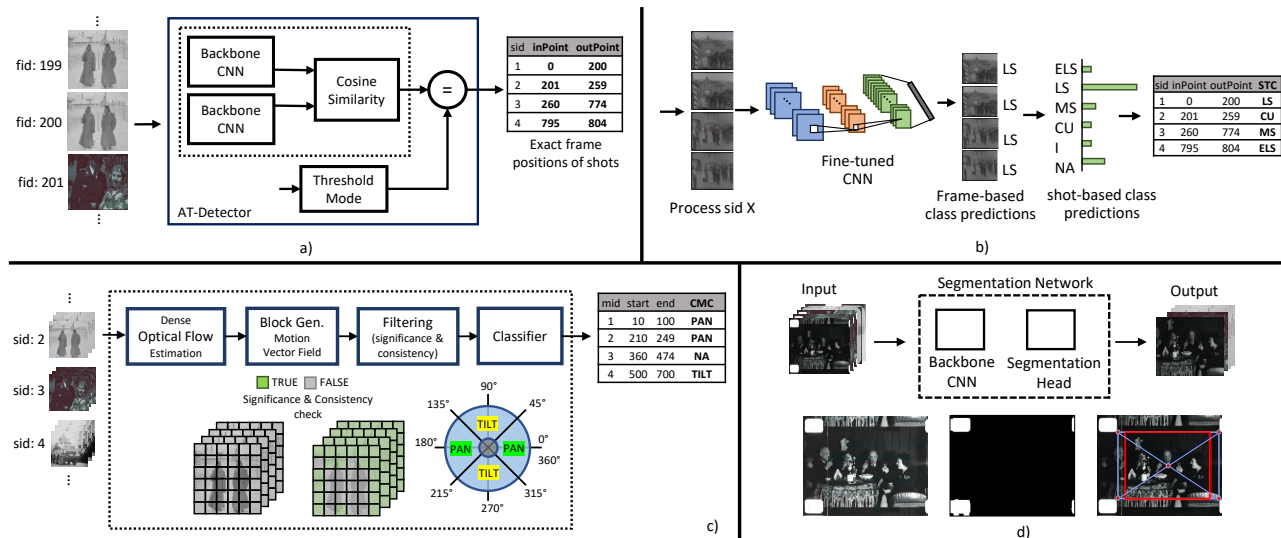 fid: 199
fid: 200
fid: 201
Backbone
CNN
Backbone
CNN
Cosine
Similarity
=
Threshold
Mode
AT-Detector
sid inPoint outPoint
1 0 200
2 201 259
3 260 774
4 795 804
Exact frame
positions of shots
a)
Process sid X
Fine-tuned
CNN
LS
LS
LS
LS
Frame-based
class predictions
ELS
LS
MS
CU
I
NA
shot-based class
predictions
sid inPoint outPoint STC
1 0 200 LS
2 201 259 CU
3 260 774 MS
4 795 804 ELS
b)
sid: 2
sid: 3
sid: 4
Dense
Optical Flow
Estimation
Block Gen.
Motion
Vector Field
Filtering
(significance &
consistency)
Classifier
mid start end CMC
1 10 100 PAN
2 210 249 PAN
3 360 474 NA
4 500 700 TILT
TRUE FALSE
Significance & Consistency
check
90°
135° 45°
TILT
180° PAN PAN 0°
360°
TILT
215° 315°
270°
c)
Input
Segmentation Network
Output
Backbone
CNN
Segmentation
Head
d)